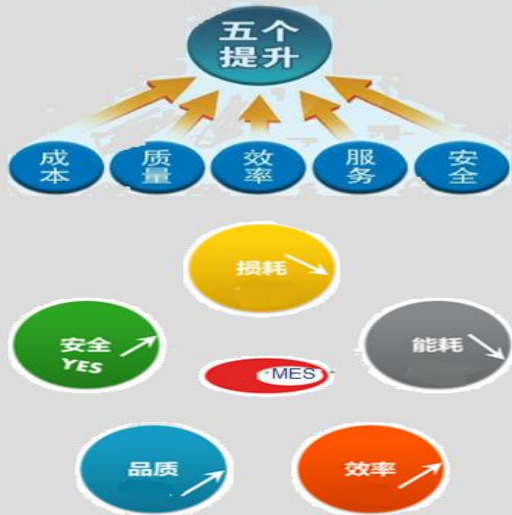 五个
提升
成本
质量
效率
服务
安全
损耗
安全
YES
能耗
MES
品质
效率